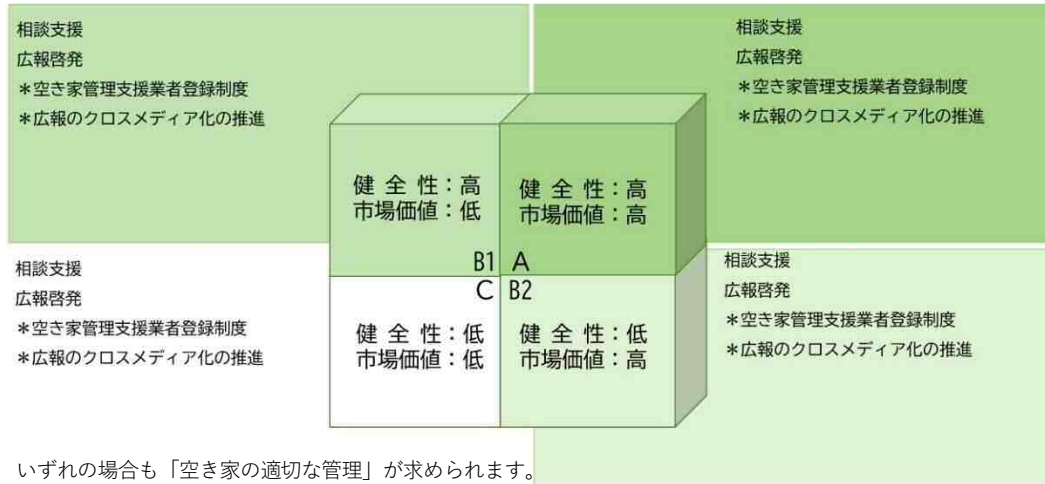 相談支援
広報啓発
＊空き家管理支援業者登録制度
＊広報のクロスメディア化の推進
相談支援
広報啓発
＊空き家管理支援業者登録制度
＊広報のクロスメディア化の推進
健全性：高
市場価値：低
健全性：高
市場価値：高
B1
A
C
B2
健全性：低
市場価値：低
健全性：低
市場価値：高
相談支援
広報啓発
＊空き家管理支援業者登録制度
＊広報のクロスメディア化の推進
相談支援
広報啓発
＊空き家管理支援業者登録制度
＊広報のクロスメディア化の推進
いずれの場合も「空き家の適切な管理」が求められます。